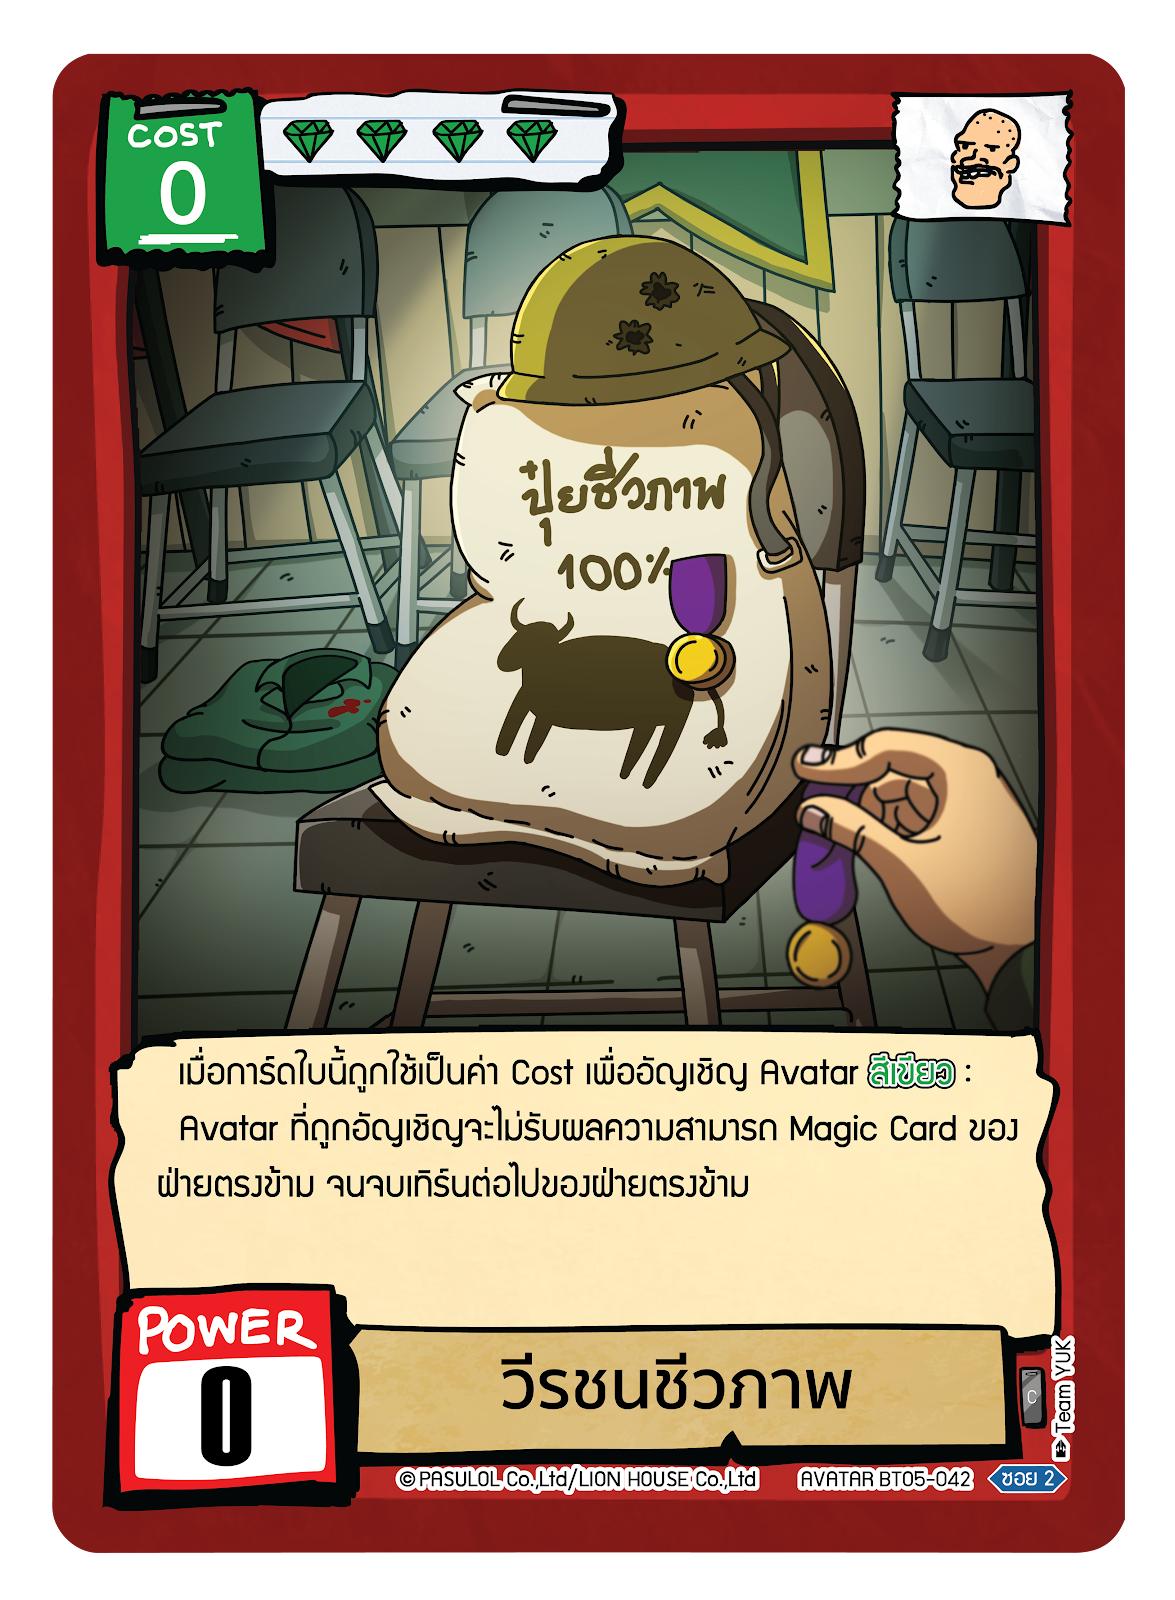 COST
0
ปุ๋ยชีวภาพ
100%
เมื่อการ์ดใบนี้ถูกใช้เป็นค่า Cost เพื่ออัญเชิญ Avatar สีเขียว :
Avatar ที่ถูกอัญเชิญจะไม่รับผลความสามารถ Magic Card ของ
ฝ่ายตรงข้าม จนจบเทิร์นต่อไปของฝ่ายตรงข้าม
POWER
0
วีรชนชีวภาพ
C
Team YUK
© PASULOL Co.,Ltd/LION HOUSE Co.,Ltd AVATAR BT05-042 ซอย 2